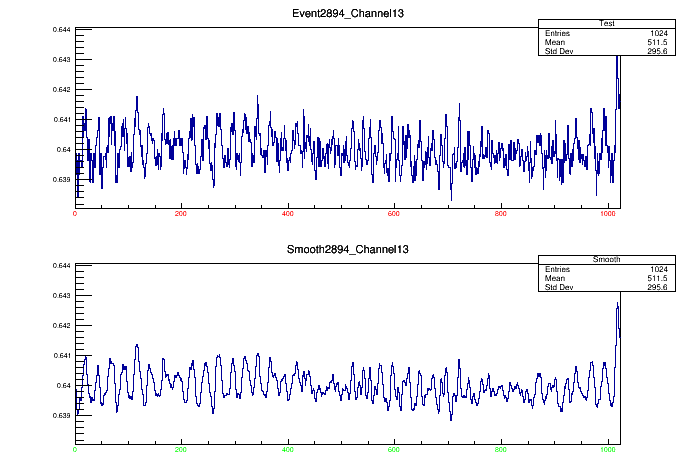 Event2894_Channel13
Test
Entries 1024
Mean 511.5
Std Dev 295.6
0.644
0.643
0.642
0.641
0.64
0.639
0 200 400 600 800 1000
Smooth2894_Channel13
Smooth
Entries 1024
Mean 511.5
Std Dev 295.6
0.644
0.643
0.642
0.641
0.64
0.639
0 200 400 600 800 1000